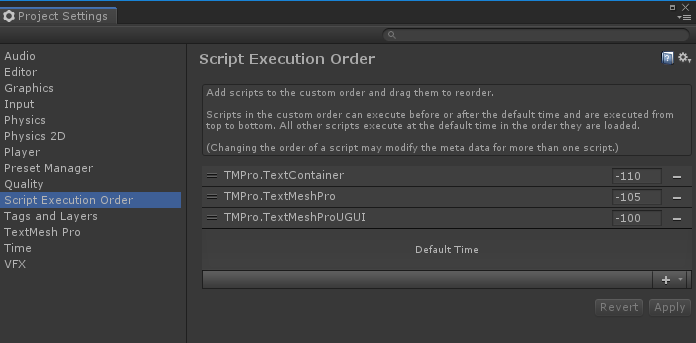 Project Settings
Audio
Editor
Graphics
Input
Physics
Physics 2D
Player
Preset Manager
Quality
Script Execution Order
Tags and Layers
TextMesh Pro
Time
VFX
Script Execution Order
Add scripts to the custom order and drag them to reorder.
Scripts in the custom order can execute before or after the default time and are executed from
top to bottom. All other scripts execute at the default time in the order they are loaded.
(Changing the order of a script may modify the meta data for more than one script.)
TMPro.TextContainer -110
TMPro.TextMeshPro -105
TMPro.TextMeshProUGUI -100
Default Time
Revert Apply